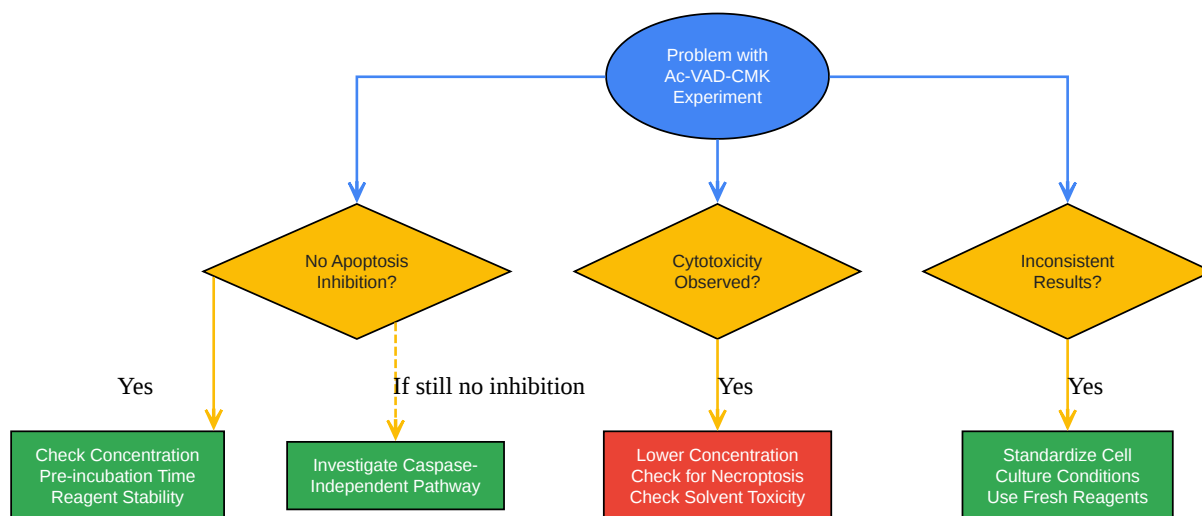 Problem with
Ac-VAD-CMK
Experiment
No Apoptosis
Inhibition?
Cytotoxicity
Observed?
Inconsistent
Results?
Yes
If still no inhibition
Yes
Yes
Check Concentration
Pre-incubation Time
Reagent Stability
Investigate Caspase-
Independent Pathway
Lower Concentration
Check for Necroptosis
Check Solvent Toxicity
Standardize Cell
Culture Conditions
Use Fresh Reagents